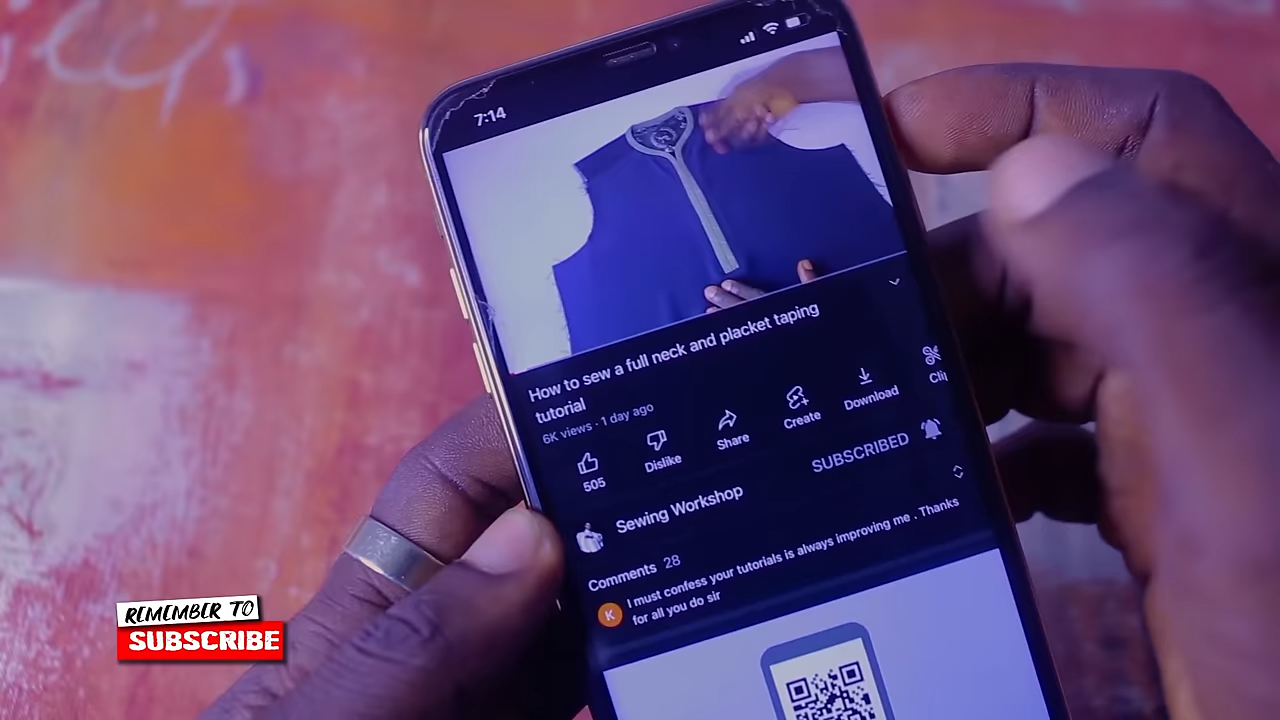 7:14
How to sew a full neck and placket taping
tutorial
6K views · 1 day ago
505
Dislike
Share
Create
Download
SUBSCRIBED
Sewing Workshop
Comments 28
K
I must confess your tutorials is always improving me . Thanks
for all you do sir
REMEMBER TO
SUBSCRIBE